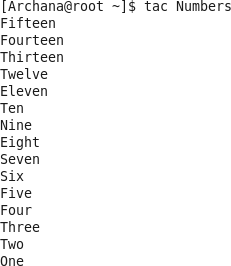 [Archana@root ~]$ tac Numbers
Fifteen
Fourteen
Thirteen
Twelve
Eleven
Ten
Nine
Eight
Seven
Six
Five
Four
Three
Two
One